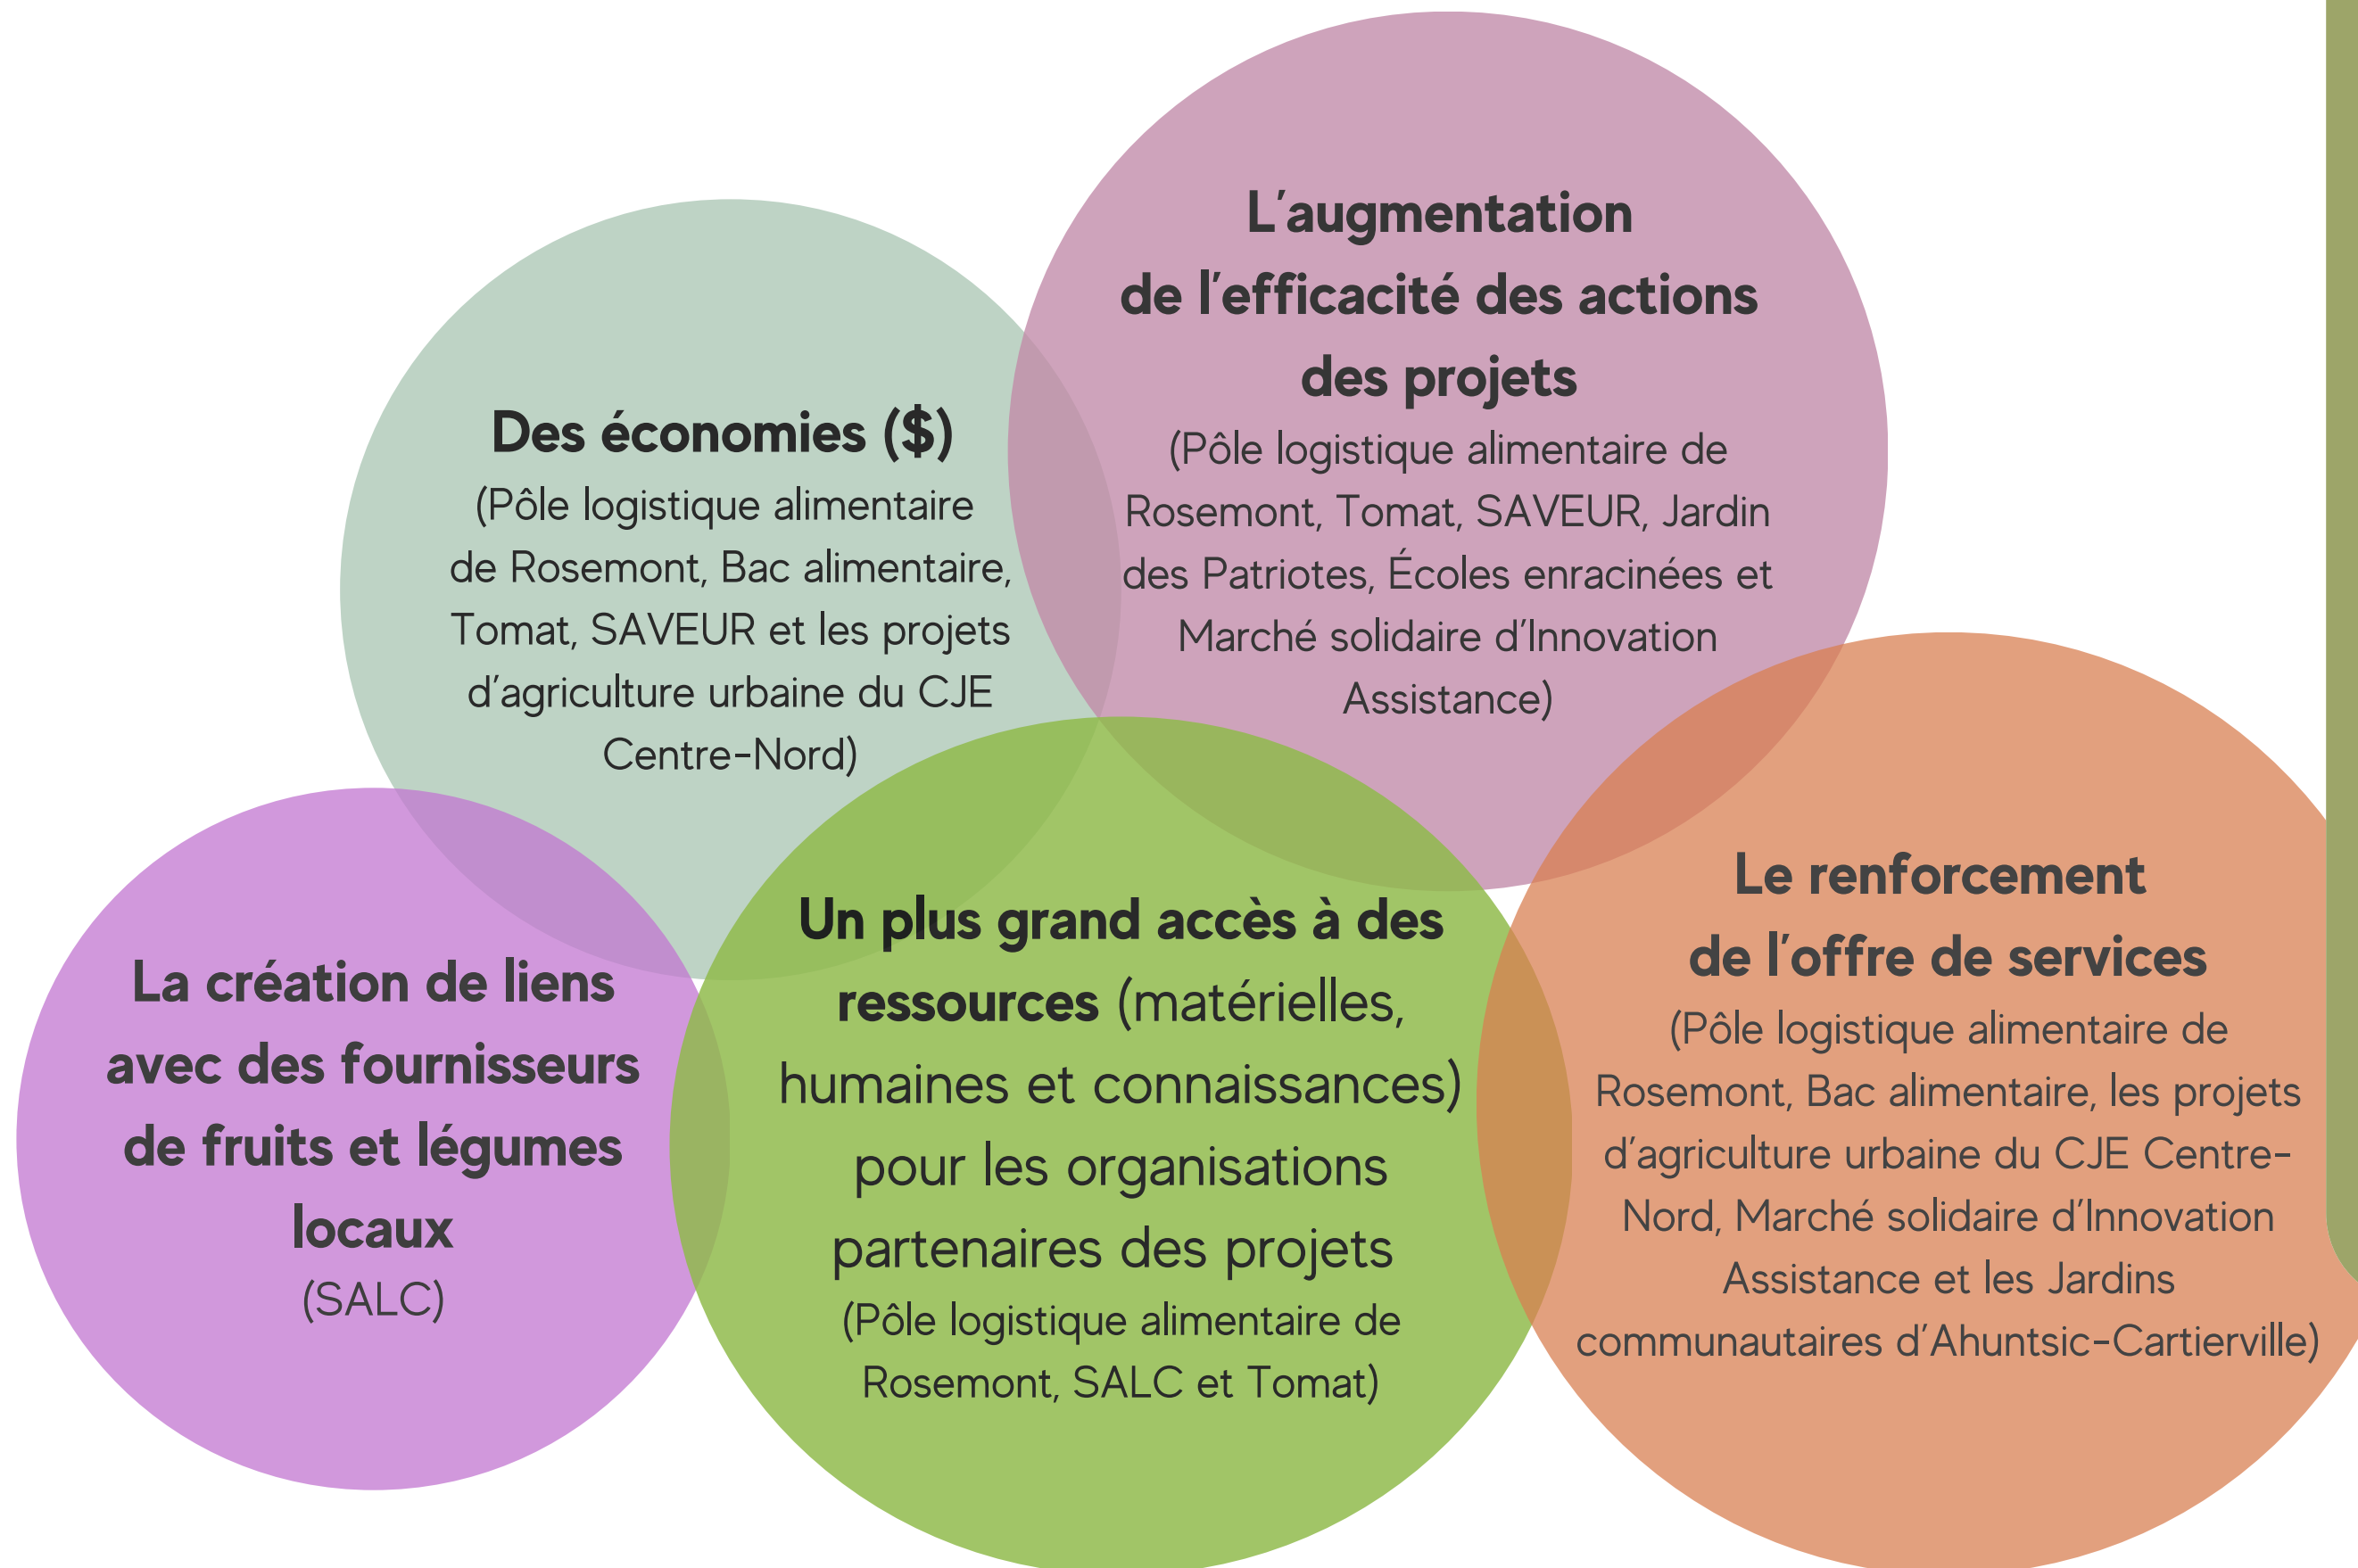 L'augmentation
de l'efficacité des actions
des projets
(Pôle logistique alimentaire de
Rosemont, Tomat, SAVEUR, Jardin
des Patriotes, Écoles enracinées et
Marché solidaire d'Innovation
Assistance)
Des économies ($)
(Pôle logistique alimentaire
de Rosemont, Bac alimentaire,
Tomat, SAVEUR et les projets
d'agriculture urbaine du CJE
Centre-Nord)
La création de liens
avec des fournisseurs
de fruits et légumes
locaux
(SALC)
Un plus grand accès à des
ressources (matérielles,
humaines et connaissances)
pour les organisations
partenaires des projets
(Pôle logistique alimentaire de
Rosemont, SALC et Tomat)
Le renforcement
de l'offre de services
(Pôle logistique alimentaire de
Rosemont, Bac alimentaire, les projets
d'agriculture urbaine du CJE Centre-
Nord, Marché solidaire d'Innovation
Assistance et les Jardins
communautaires d'Ahuntsic-Cartierville)